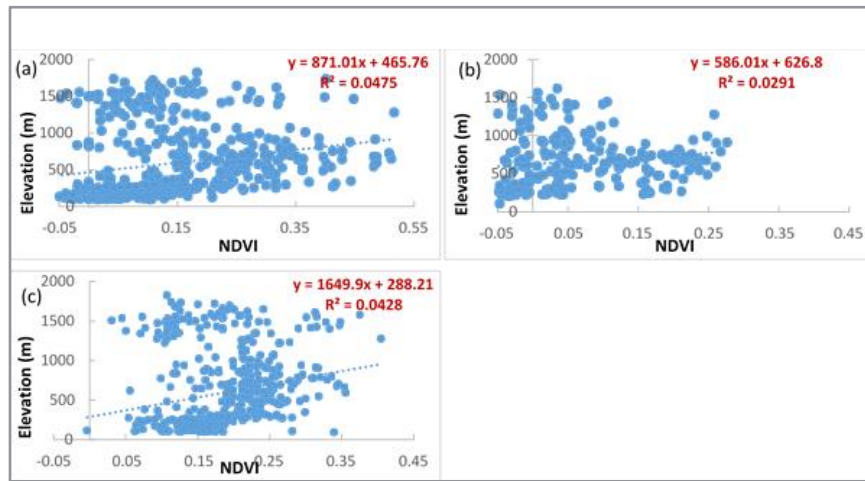 (a)
y = 871.01x + 465.76
R² = 0.0475
Elevation (m)
2000
1500
1000
500
0
-0.05 0.15 0.35 0.55
NDVI
(b)
y = 586.01x + 626.8
R² = 0.0291
Elevation (m)
2000
1500
1000
500
0
-0.05 0.05 0.15 0.25 0.35 0.45
NDVI
(c)
y = 1649.9x + 288.21
R² = 0.0428
Elevation (m)
2000
1500
1000
500
0
-0.05 0.05 0.15 0.25 0.35 0.45
NDVI